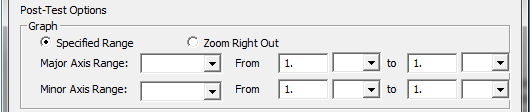 Post-Test Options
Graph
Specified Range Zoom Right Out
Major Axis Range: From 1. to 1.
Minor Axis Range: From 1. to 1.